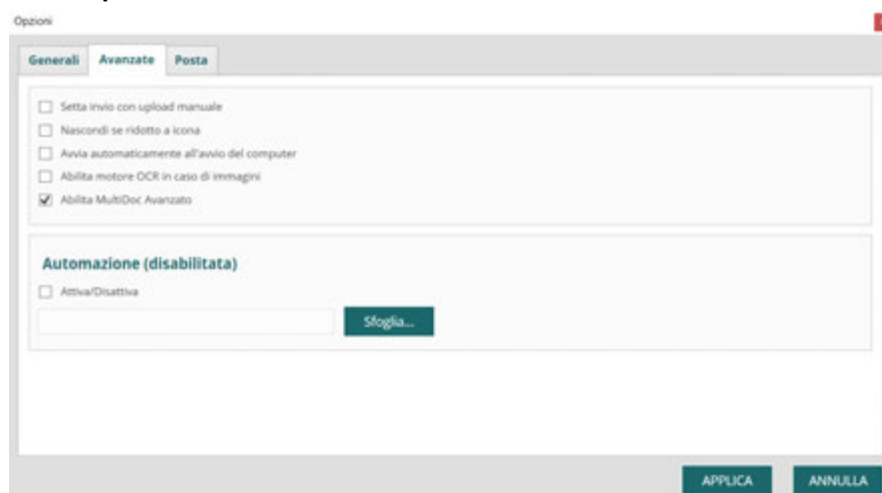 Opzioni
Generali Avanzate Posta
Setta invio con upload manuale
Nascondi se ridotto a icona
Avvia automaticamente all'avvio del computer
Abilita motore OCR in caso di immagini
Abilita MultiDoc Avanzato
Automazione (disabilitata)
Attiva/Disattiva
Sfoglia...
APPLICA ANNULLA